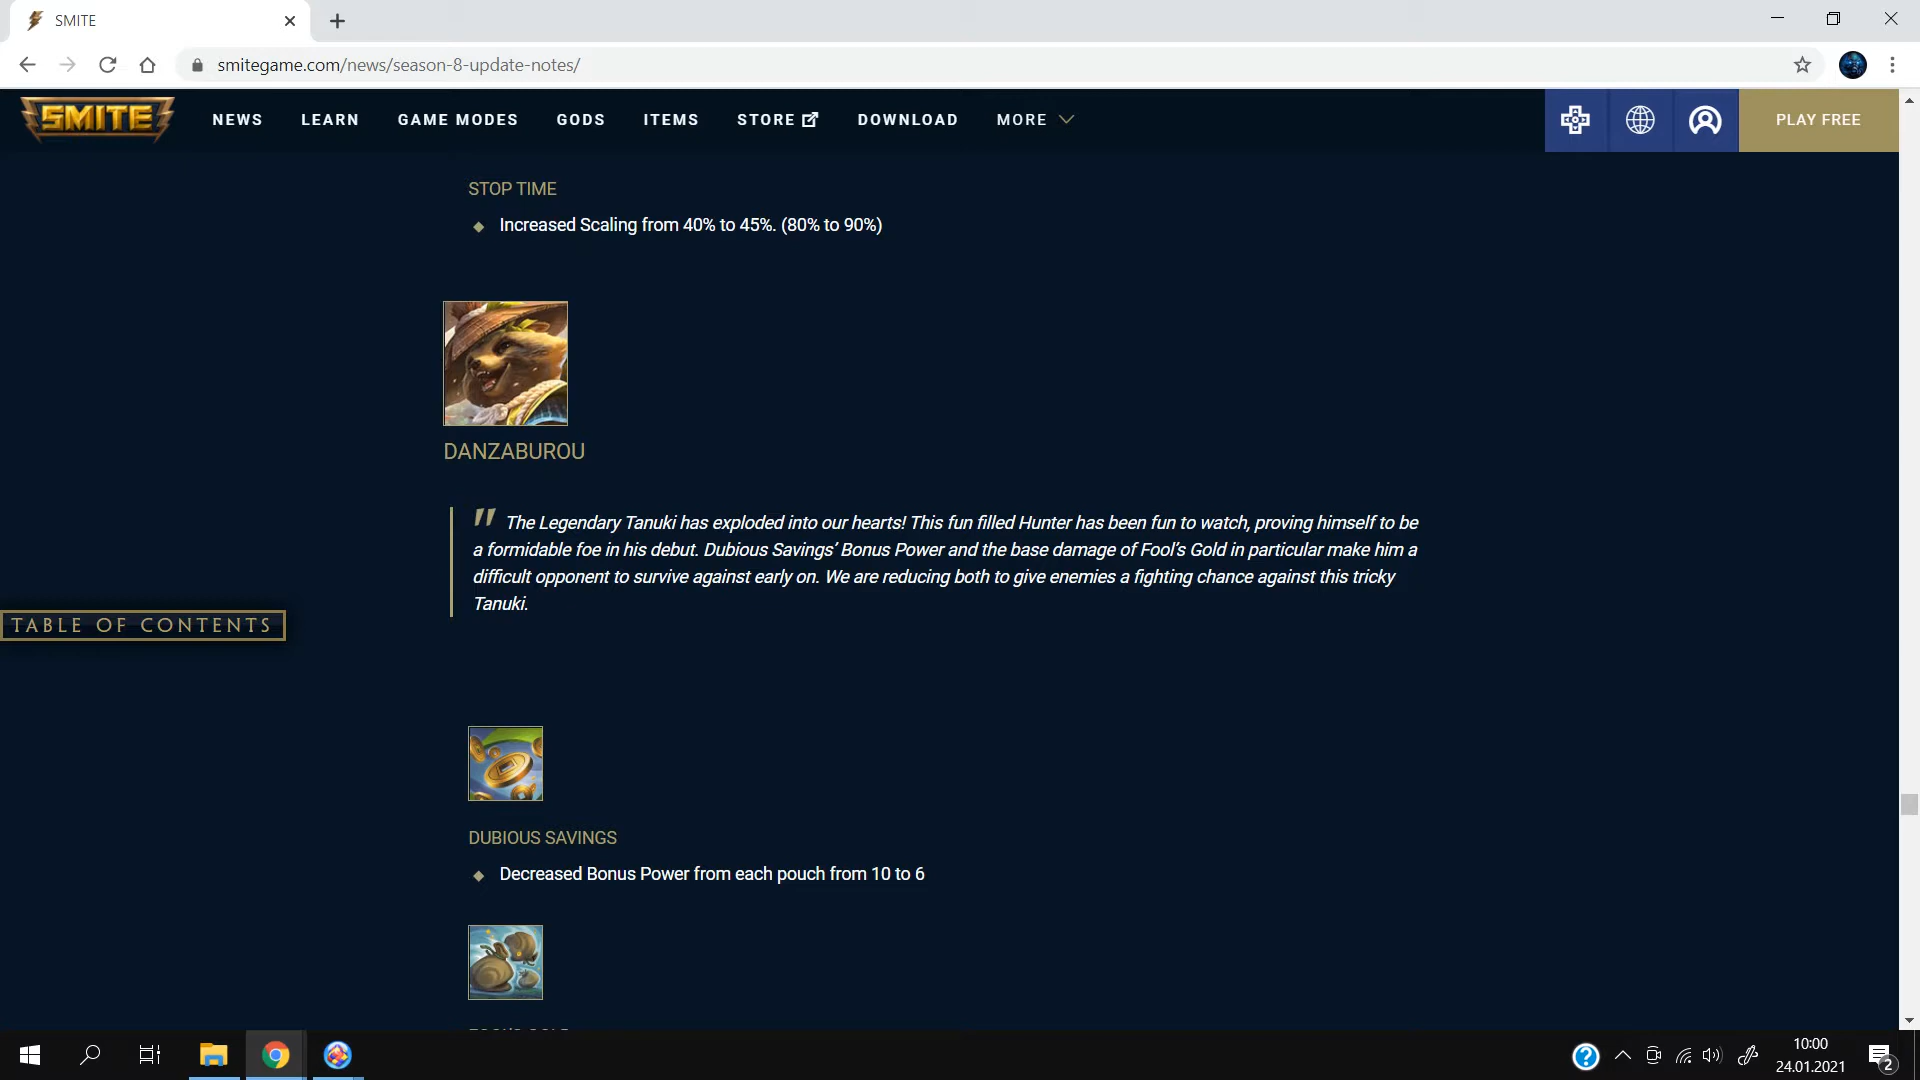 SMITE
smitegame.com/news/season-8-update-notes/
SMITE
NEWS
LEARN
GAME MODES
GODS
ITEMS
STORE
DOWNLOAD
MORE
PLAY FREE
STOP TIME
Increased Scaling from 40% to 45%. (80% to 90%)
DANZABUROU
" The Legendary Tanuki has exploded into our hearts! This fun filled Hunter has been fun to watch, proving himself to be
a formidable foe in his debut. Dubious Savings’ Bonus Power and the base damage of Fool’s Gold in particular make him a
difficult opponent to survive against early on. We are reducing both to give enemies a fighting chance against this tricky
Tanuki.
TABLE OF CONTENTS
DUBIOUS SAVINGS
Decreased Bonus Power from each pouch from 10 to 6
10:00
24.01.2021
2